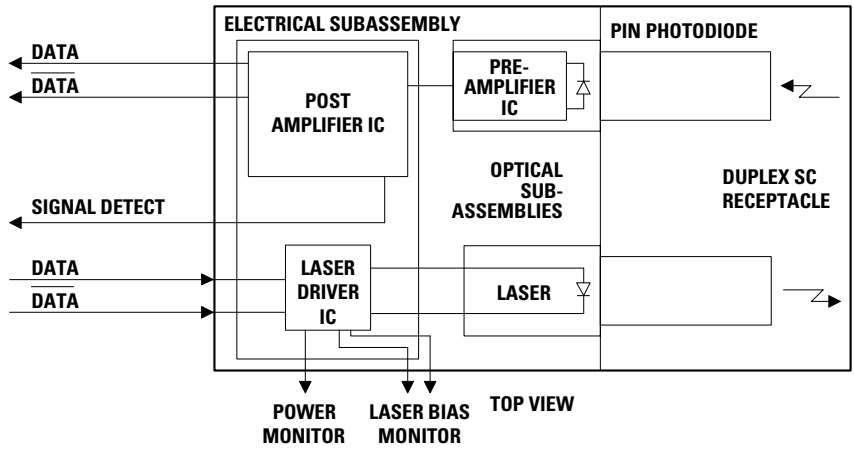 ELECTRICAL SUBASSEMBLY
PIN PHOTODIODE
DATA
DATA
POST
AMPLIFIER IC
PRE-
AMPLIFIER
IC
OPTICAL
SUB-
ASSEMBLIES
DUPLEX SC
RECEPTACLE
SIGNAL DETECT
DATA
DATA
LASER
DRIVER
IC
LASER
POWER
MONITOR
LASER BIAS
MONITOR
TOP VIEW